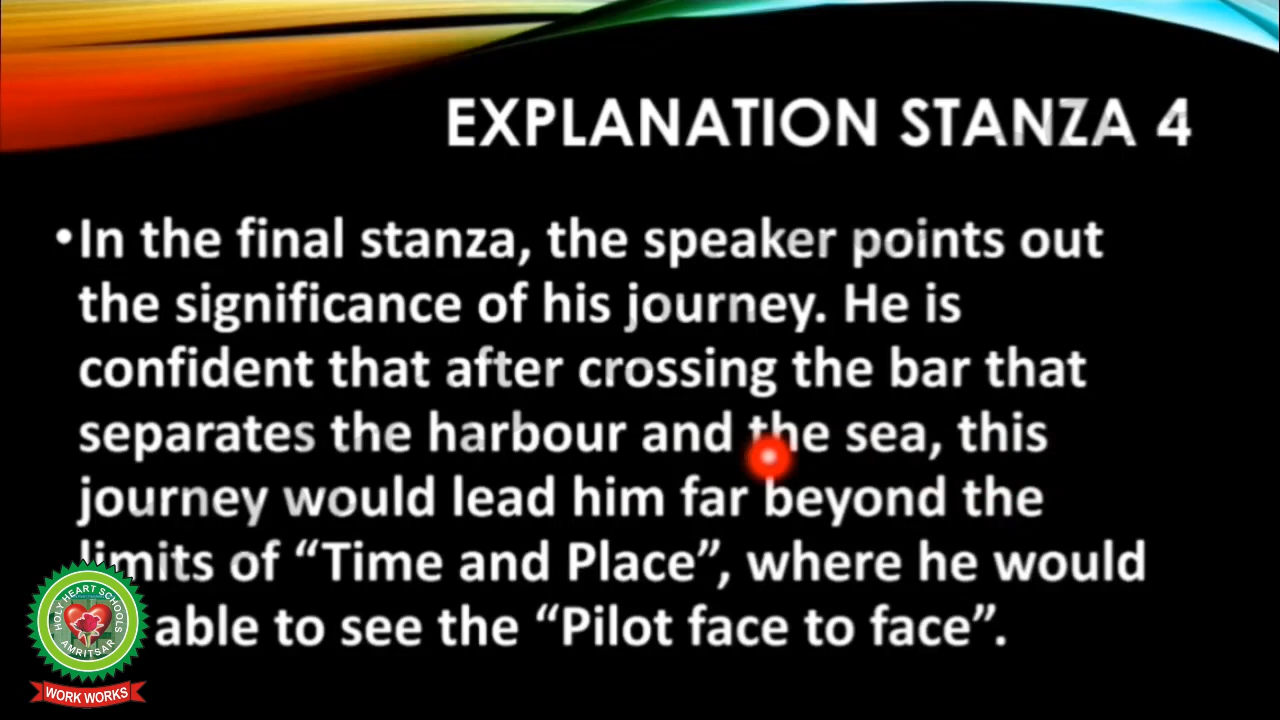 EXPLANATION STANZA 4
•In the final stanza, the speaker points out
the significance of his journey. He is
confident that after crossing the bar that
separates the harbour and the sea, this
journey would lead him far beyond the
limits of “Time and Place”, where he would
able to see the “Pilot face to face”.
HOLY HEART SCHOOLS
AMRITSAR
WORK WORKS